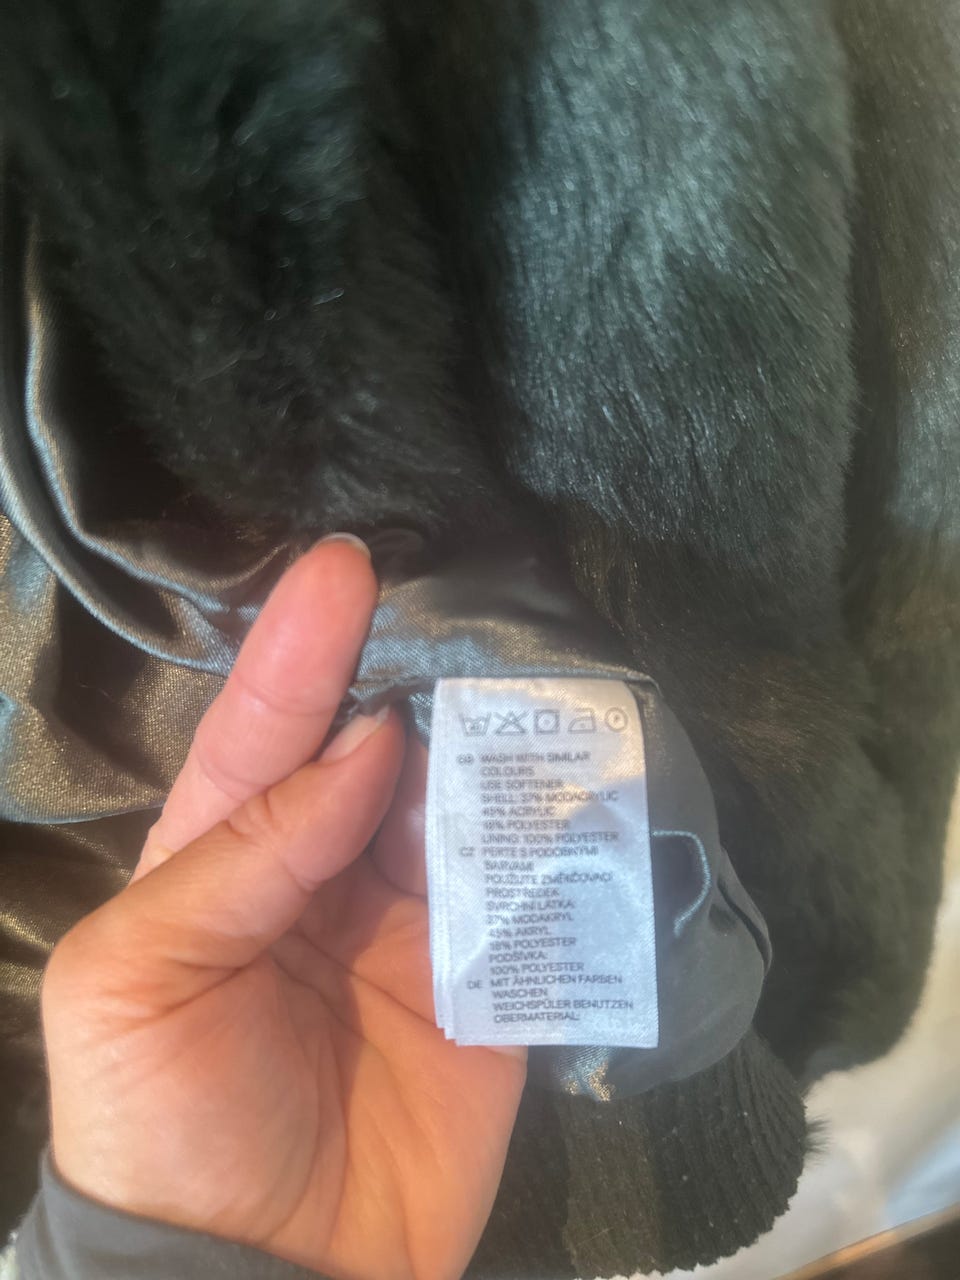 GB WASH WITH SIMILAR
COLOURS
USE SOFTENER
SHELL: 37% MODACRYLIC
45% ACRYLIC
18% POLYESTER
LINING: 100% POLYESTER
CZ PERTE S PODOBNÝMI
BARVAMI
POUŽIJTE ZMĚKČOVACÍ
PROSTŘEDEK
SVRCHNÍ LÁTKA:
37% MODAKRYL
45% AKRYL
18% POLYESTER
PODŠÍVKA:
100% POLYESTER
DE MIT ÄHNLICHEN FARBEN
WASCHEN
WEICHSPÜLER BENUTZEN
OBERMATERIAL: